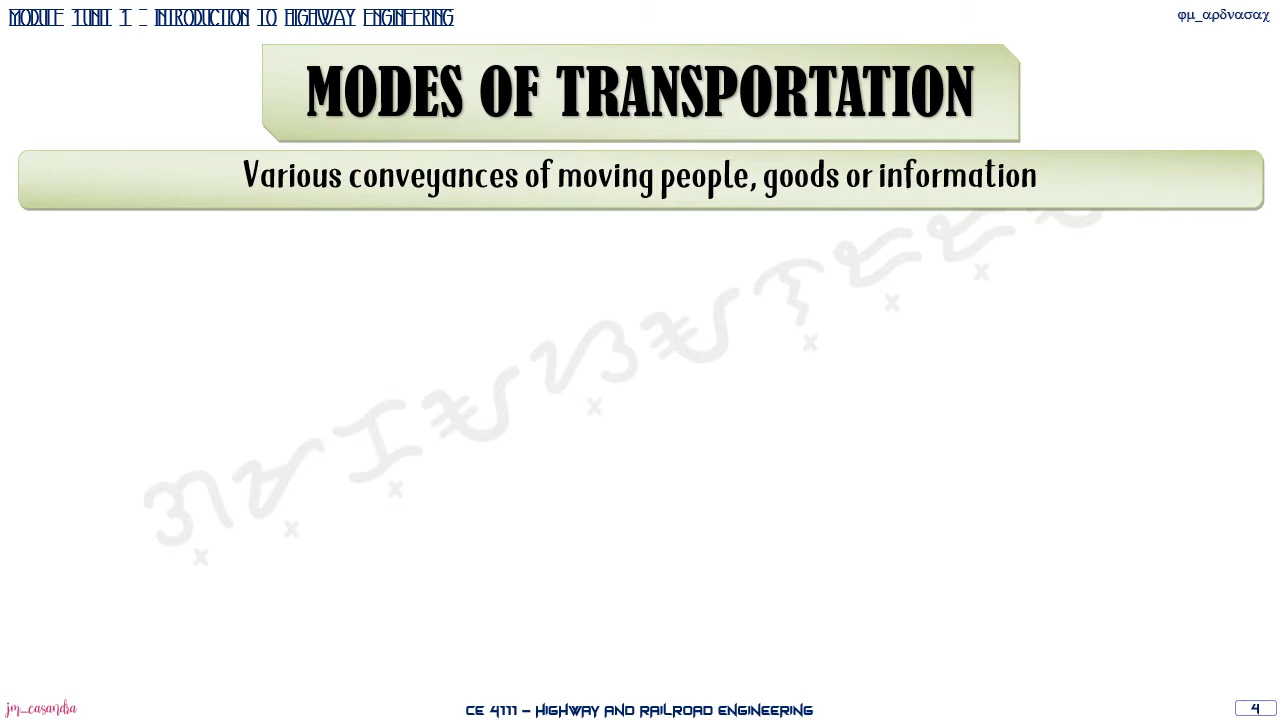 MODULE 1UNIT 1 – INTRODUCTION TO HIGHWAY ENGINEERING
φμ_αρδνασαχ
MODES OF TRANSPORTATION
Various conveyances of moving people, goods or information
jm_casandra
CE 4111 – HIGHWAY AND RAILROAD ENGINEERING
4